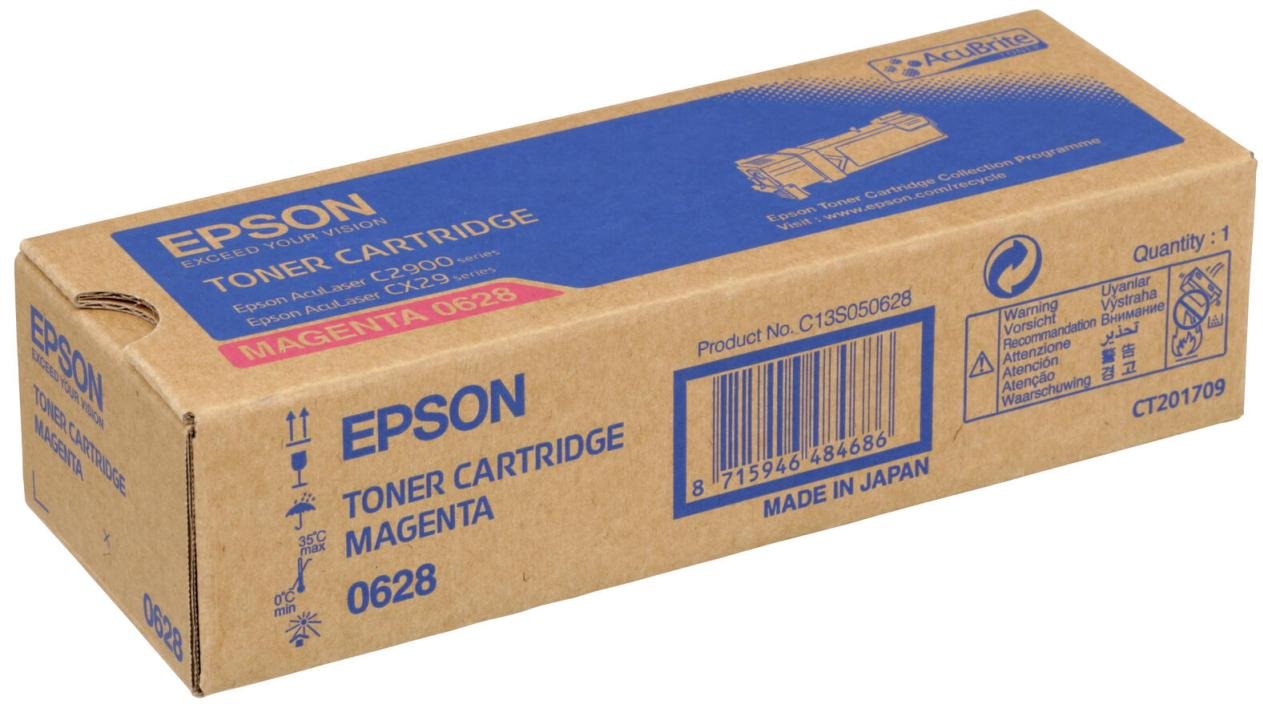 AcuBrite
TONER
EPSON
EXCEED YOUR VISION
TONER CARTRIDGE
Epson AcuLaser C2900 series
Epson AcuLaser CX29 series
MAGENTA 0628
Epson Toner Cartridge Collection Programme
Visit : www.epson.com/recycle
EPSON
EXCEED YOUR VISION
TONER CARTRIDGE
MAGENTA
0628
35°C
max
0°C
min
EPSON
TONER CARTRIDGE
MAGENTA
0628
Product No. C13S050628
8 715946 484686
MADE IN JAPAN
Quantity : 1
Warning
Vorsicht
Recommandation
Attenzione
Atención
Atenção
Waarschuwing
Uyarılar
Výstraha
Внимание
تحذير
警告
경고
CT201709